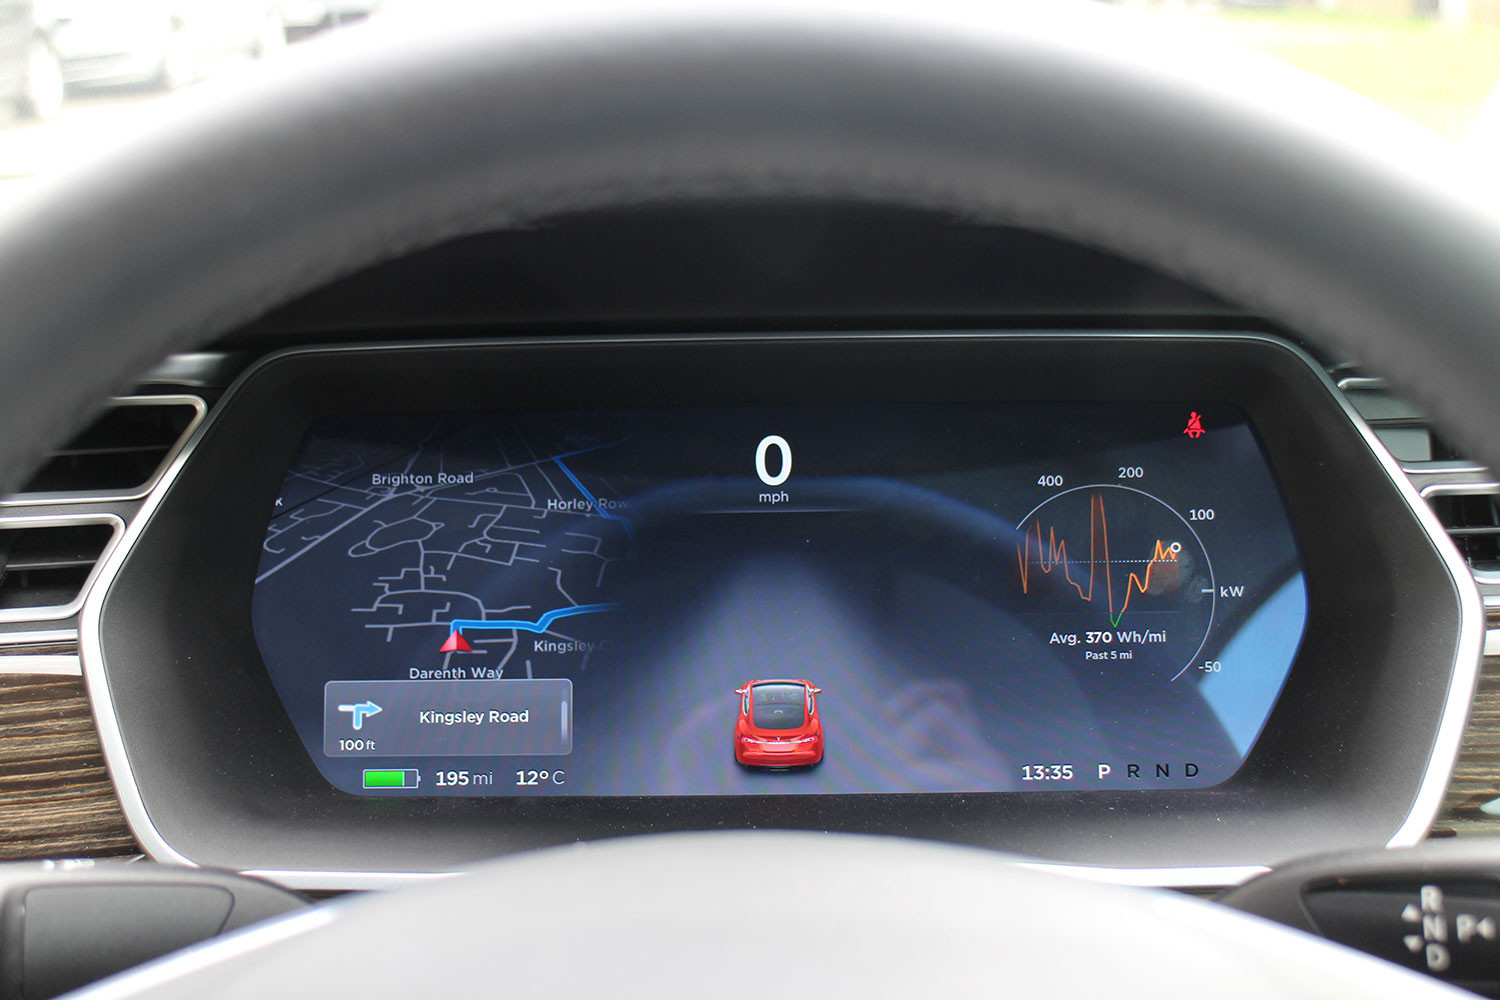 0
mph
Brighton Road
Horley Row
Kingsley C
Darenth Way
Kingsley Road
100 ft
195 mi 12° C
400
200
100
kW
-50
Avg. 370 Wh/mi
Past 5 mi
13:35 P R N D
R
N P
D